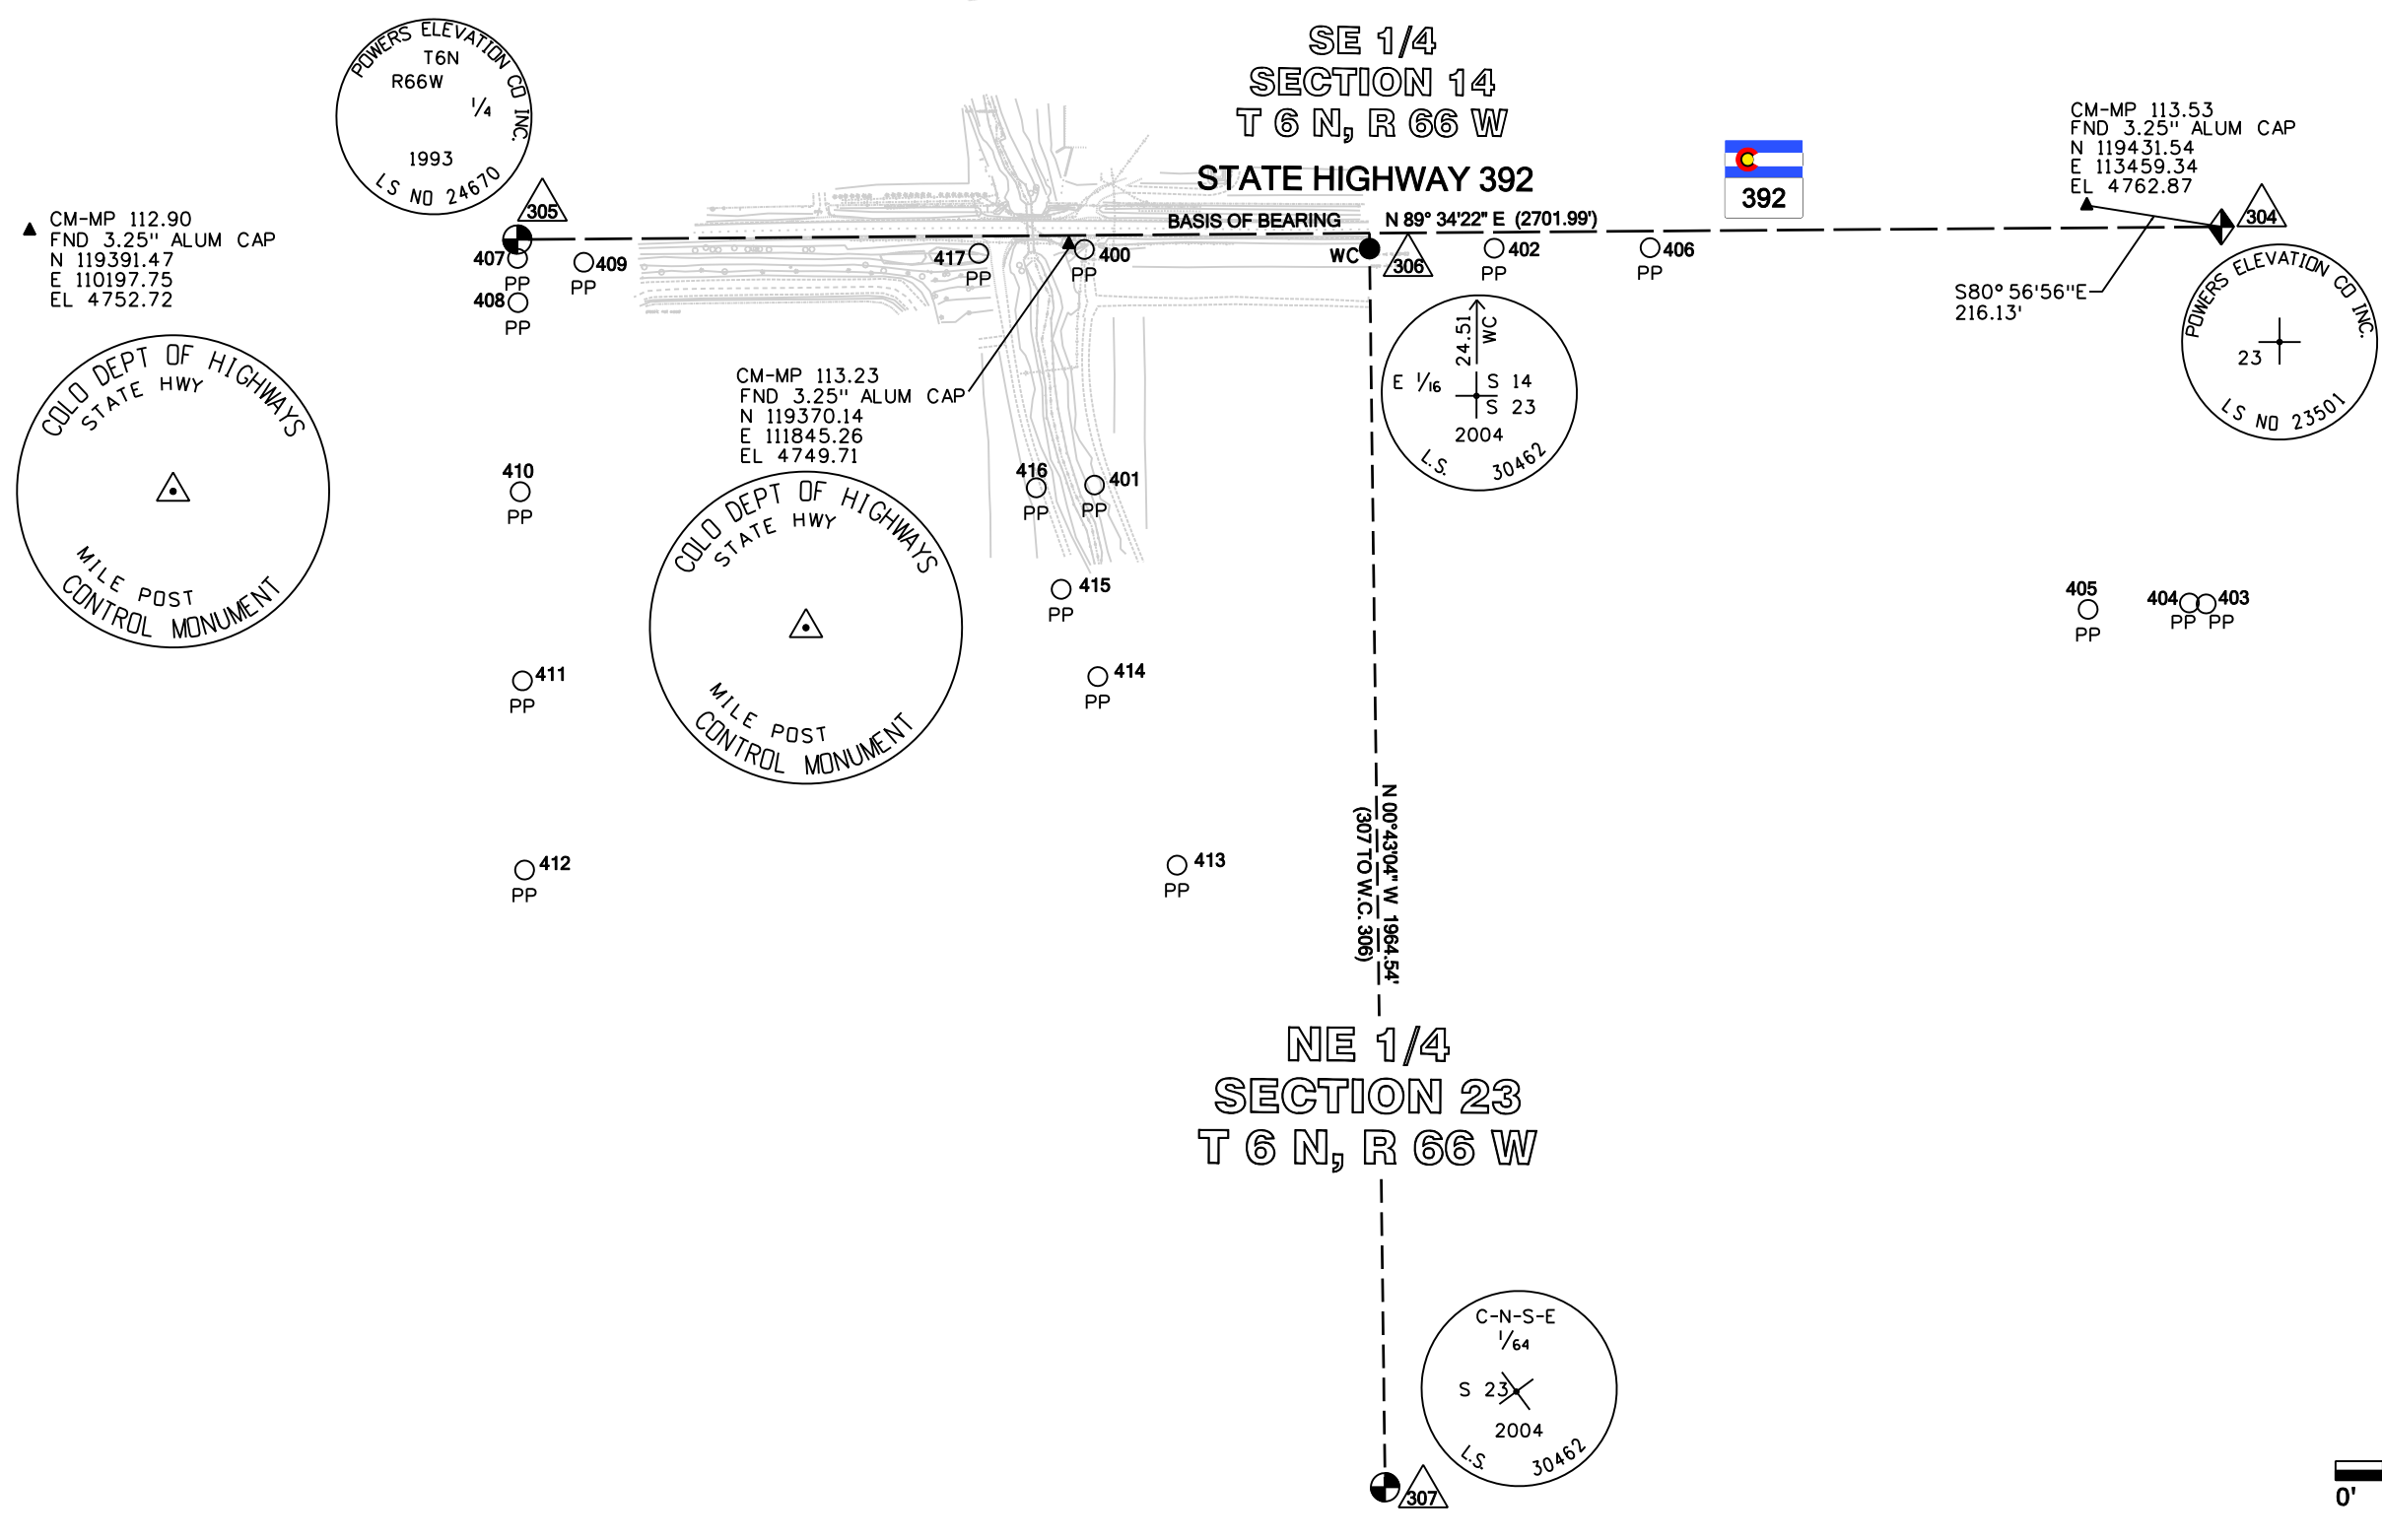 SE 1/4
SECTION 14
T 6 N, R 66 W
STATE HIGHWAY 392
BASIS OF BEARING
N 89° 34'22" E (2701.99')
392
POWERS ELEVATION CO INC.
T6N
R66W
1/4
1993
LS NO 24670
305
CM-MP 112.90
FND 3.25" ALUM CAP
N 119391.47
E 110197.75
EL 4752.72
COLO DEPT OF HIGHWAYS
STATE HWY
MILE POST
CONTROL MONUMENT
407
PP
409
PP
408
PP
417
PP
400
PP
WC
306
402
PP
406
PP
CM-MP 113.53
FND 3.25" ALUM CAP
N 119431.54
E 113459.34
EL 4762.87
304
S80° 56'56"E
216.13'
POWERS ELEVATION CO INC.
23
LS NO 23501
24.51
WC
E 1/16
S 14
S 23
2004
L.S. 30462
CM-MP 113.23
FND 3.25" ALUM CAP
N 119370.14
E 111845.26
EL 4749.71
COLO DEPT OF HIGHWAYS
STATE HWY
MILE POST
CONTROL MONUMENT
410
PP
416
PP
401
PP
415
PP
405
PP
404
PP
403
PP
411
PP
414
PP
412
PP
413
PP
N 00°43'04" W 1964.54'
(307 TO W.C. 306)
NE 1/4
SECTION 23
T 6 N, R 66 W
C-N-S-E
1/64
S 23
2004
L.S. 30462
307
0'